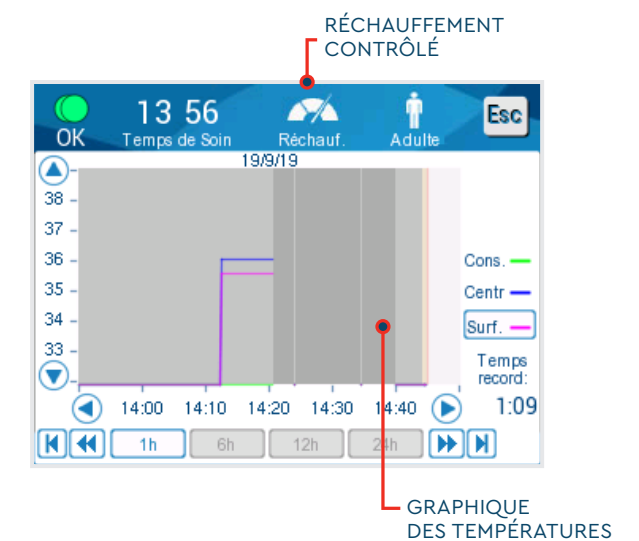 RÉCHAUFFEMENT
CONTRÔLÉ
OK
13 56
Temps de Soin
Réchauf.
Adulte
Esc
19/9/19
38
37
36
35
34
33
Cons.
Centr
Surf.
Temps
record:
1:09
14:00 14:10 14:20 14:30 14:40
1h 6h 12h 24h
GRAPHIQUE
DES TEMPÉRATURES